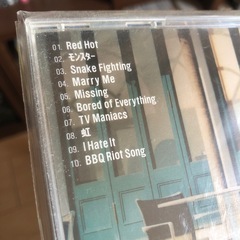 01. Red Hot
02. モンスター
03. Snake Fighting
04. Marry Me
05. Missing
06. Bored of Everything
07. TV Maniacs
08. 虹
09. I Hate It
10. BBQ Riot Song